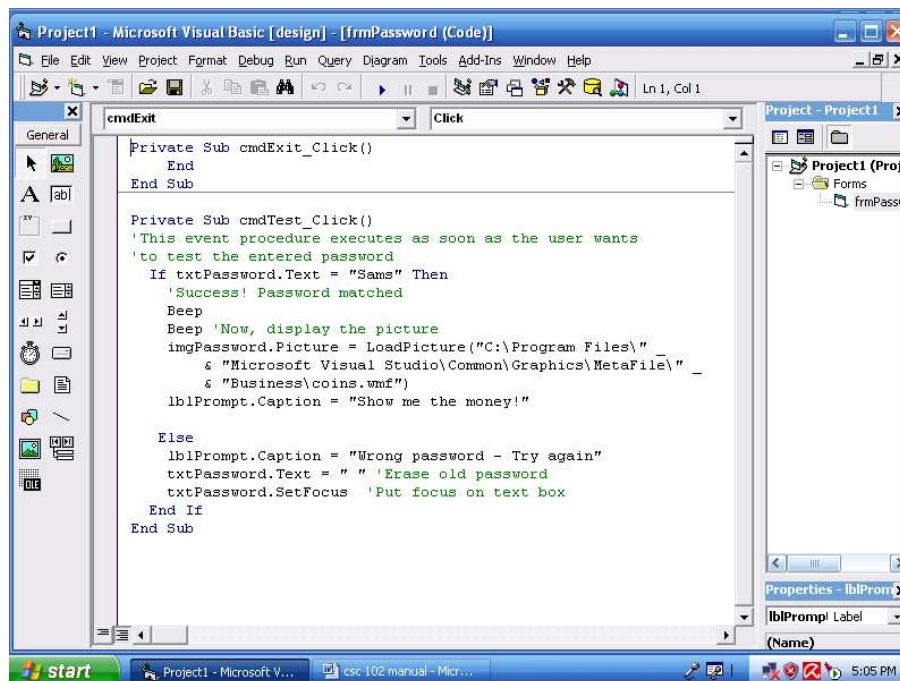 Project1 - Microsoft Visual Basic [design] - [frmPassword (Code)]
File Edit View Project Format Debug Run Query Diagram Tools Add-Ins Window Help
Ln 1, Col 1
General
cmdExit
Click
Private Sub cmdExit_Click()
End
End Sub
Private Sub cmdTest_Click()
'This event procedure executes as soon as the user wants
'to test the entered password
If txtPassword.Text = "Sams" Then
'Success! Password matched
Beep
Beep 'Now, display the picture
imgPassword.Picture = LoadPicture("C:\Program Files\" _
& "Microsoft Visual Studio\Common\Graphics\MetaFile\" _
& "Business\coins.wmf")
lblPrompt.Caption = "Show me the money!"
Else
lblPrompt.Caption = "Wrong password - Try again"
txtPassword.Text = " " 'Erase old password
txtPassword.SetFocus 'Put focus on text box
End If
End Sub
Project - Project1
Project1 (Proj
Forms
frmPass
Properties - lblProm
lblPrompt Label
(Name)
A
ab
xv
OLE
start
Project1 - Microsoft V...
csc 102 manual - Micr...
5:05 PM